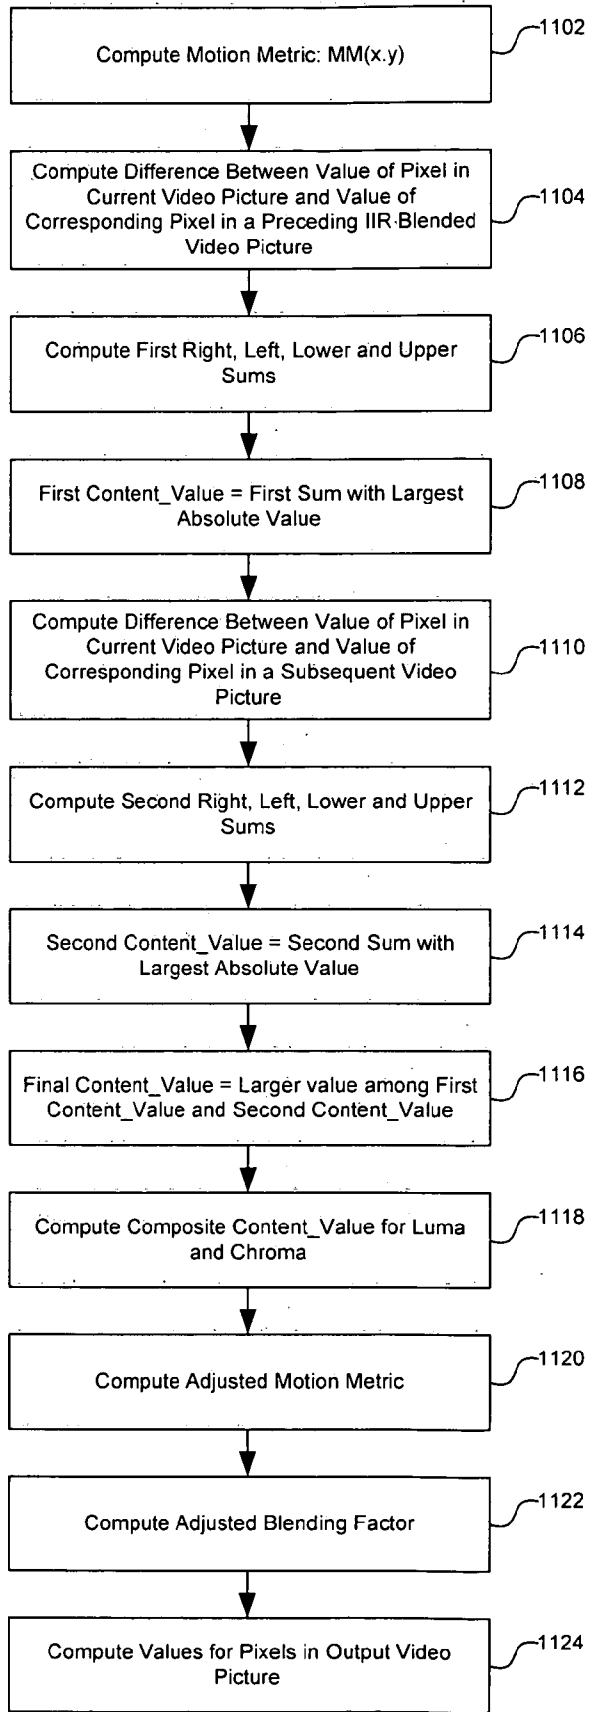 Compute Motion Metric: MM(x.y)
1102
Compute Difference Between Value of Pixel in
Current Video Picture and Value of
Corresponding Pixel in a Preceding IIR Blended
Video Picture
1104
Compute First Right, Left, Lower and Upper
Sums
1106
First Content_Value = First Sum with Largest
Absolute Value
1108
Compute Difference Between Value of Pixel in
Current Video Picture and Value of
Corresponding Pixel in a Subsequent Video
Picture
1110
Compute Second Right, Left, Lower and Upper
Sums
1112
Second Content_Value = Second Sum with
Largest Absolute Value
1114
Final Content_Value = Larger value among First
Content_Value and Second Content_Value
1116
Compute Composite Content_Value for Luma
and Chroma
1118
Compute Adjusted Motion Metric
1120
Compute Adjusted Blending Factor
1122
Compute Values for Pixels in Output Video
Picture
1124